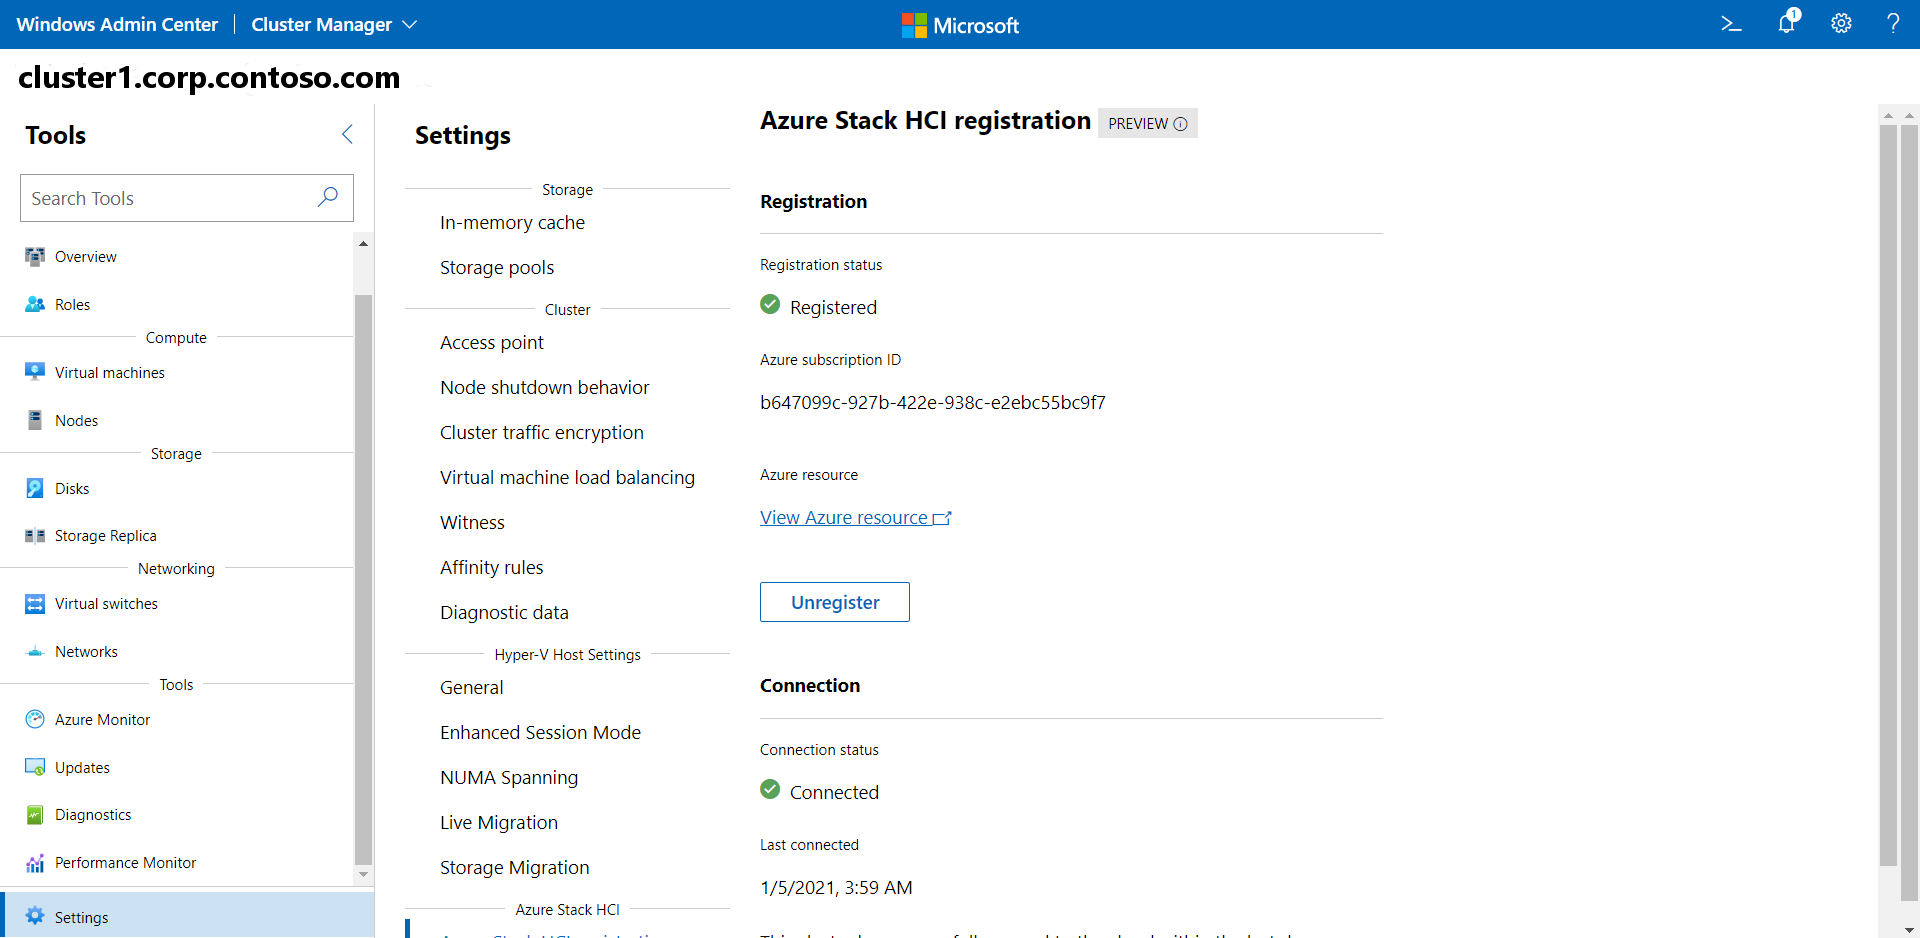 Windows Admin Center
Cluster Manager
Microsoft
1
cluster1.corp.contoso.com
Tools
Search Tools
Overview
Roles
Compute
Virtual machines
Nodes
Storage
Disks
Storage Replica
Networking
Virtual switches
Networks
Tools
Azure Monitor
Updates
Diagnostics
Performance Monitor
Settings
Settings
Storage
In-memory cache
Storage pools
Cluster
Access point
Node shutdown behavior
Cluster traffic encryption
Virtual machine load balancing
Witness
Affinity rules
Diagnostic data
Hyper-V Host Settings
General
Enhanced Session Mode
NUMA Spanning
Live Migration
Storage Migration
Azure Stack HCI
Azure Stack HCI registration PREVIEW
Registration
Registration status
Registered
Azure subscription ID
b647099c-927b-422e-938c-e2ebc55bc9f7
Azure resource
View Azure resource
Unregister
Connection
Connection status
Connected
Last connected
1/5/2021, 3:59 AM